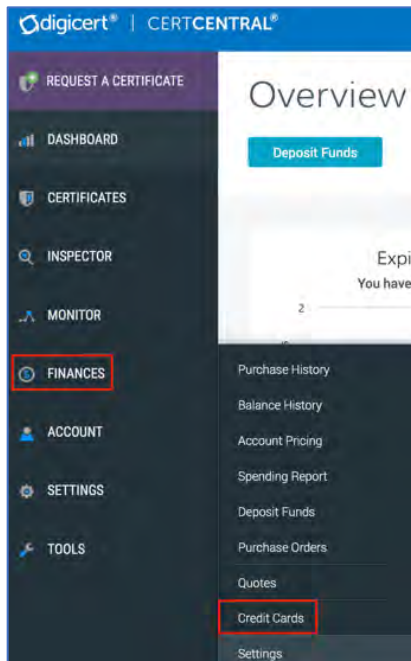 digicert® | CERTCENTRAL®
REQUEST A CERTIFICATE
Overview
DASHBOARD
Deposit Funds
CERTIFICATES
INSPECTOR
Expi
You have
MONITOR
2
FINANCES
Purchase History
Balance History
ACCOUNT
Account Pricing
Spending Report
SETTINGS
Deposit Funds
TOOLS
Purchase Orders
Quotes
Credit Cards
Settings